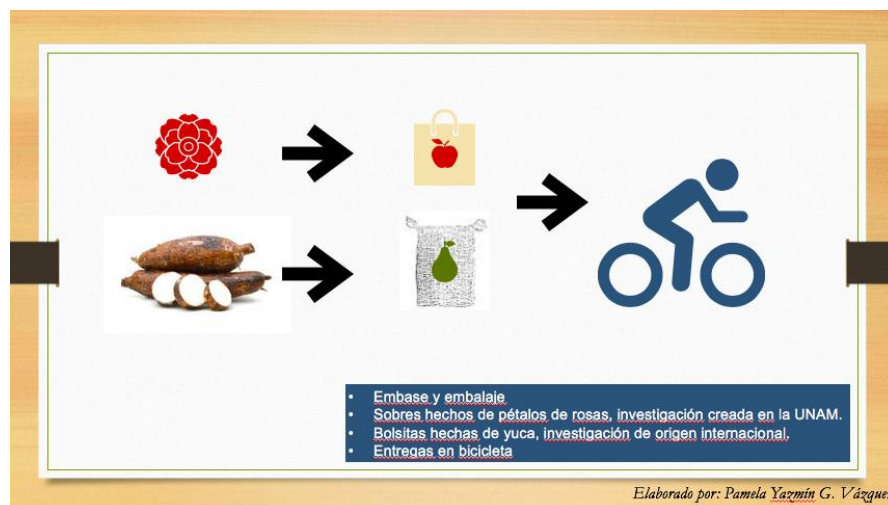 • Embase y embalaje
• Sobres hechos de pétalos de rosas, investigación creada en la UNAM.
• Bolsitas hechas de yuca, investigación de origen internacional.
• Entregas en bicicleta
Elaborado por: Pamela Yazmín G. Vázquez